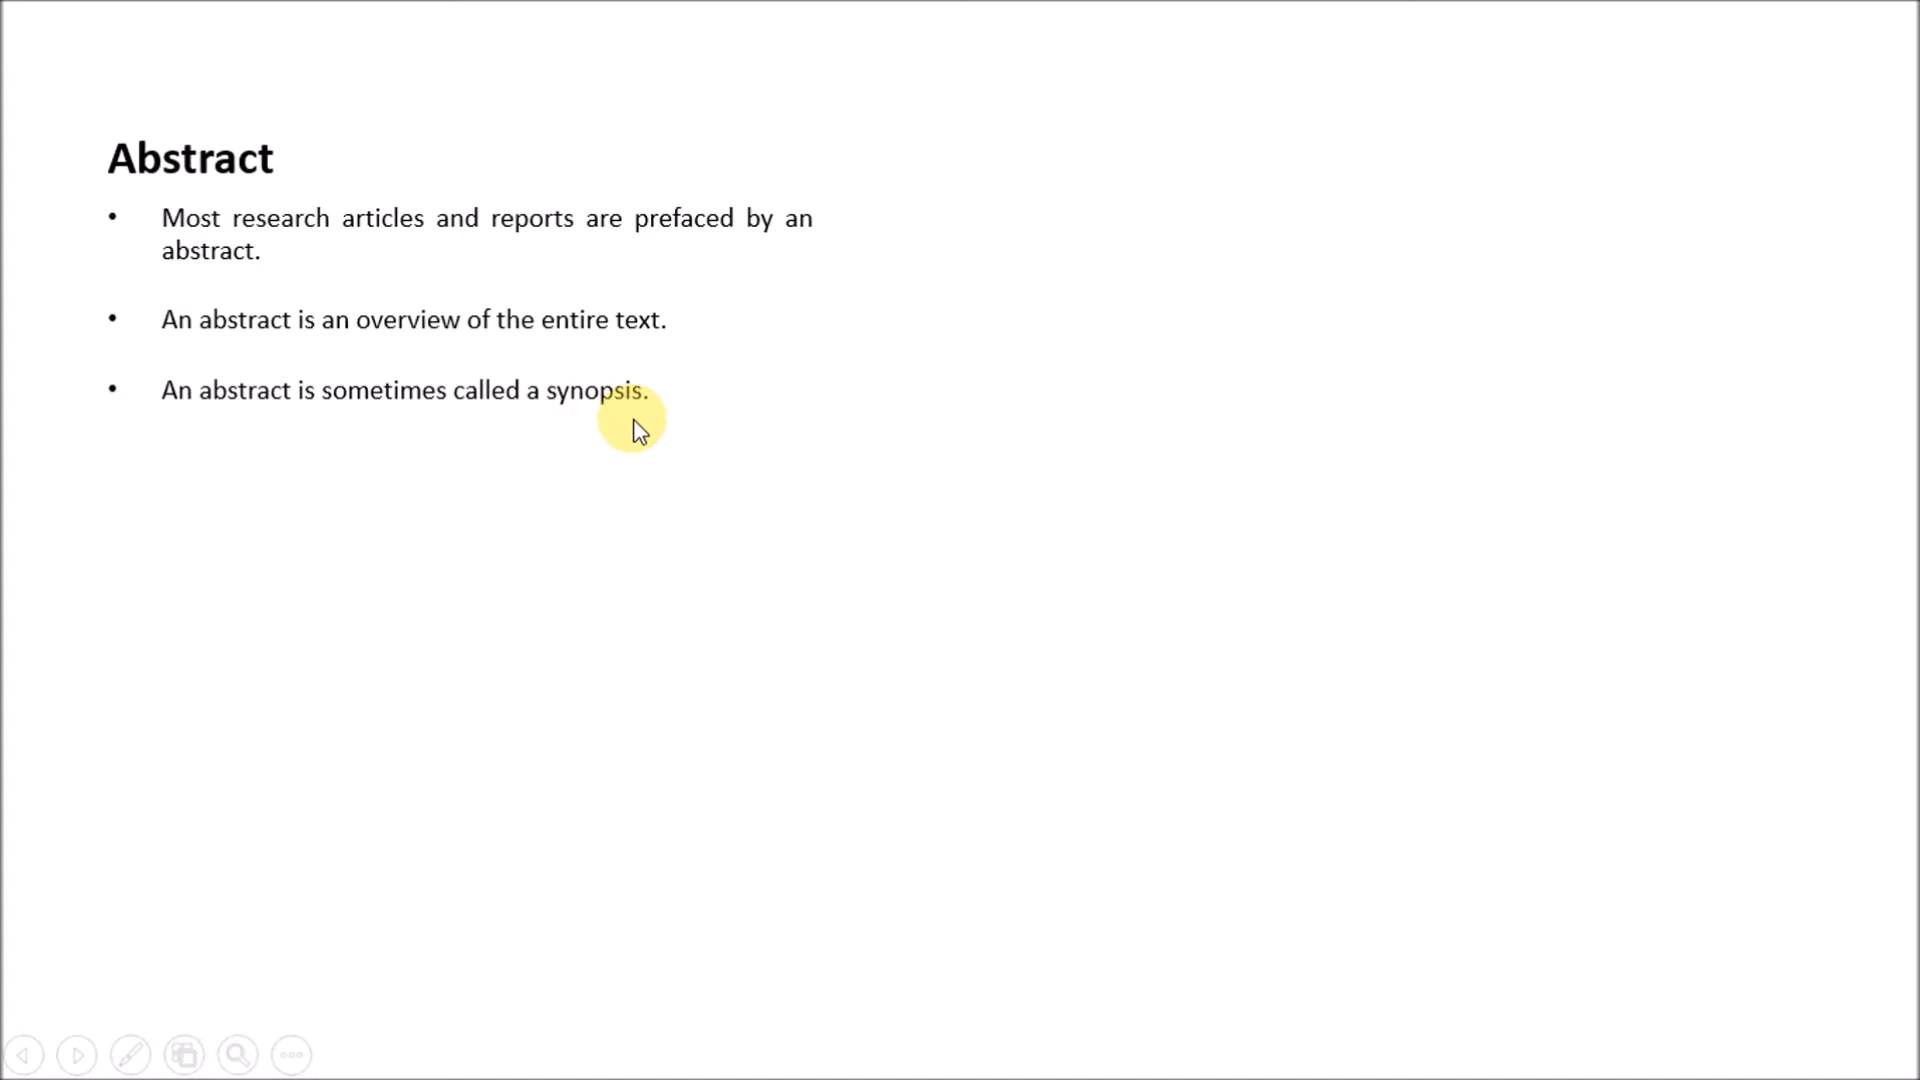 Abstract
• Most research articles and reports are prefaced by an
abstract.
• An abstract is an overview of the entire text.
• An abstract is sometimes called a synopsis.